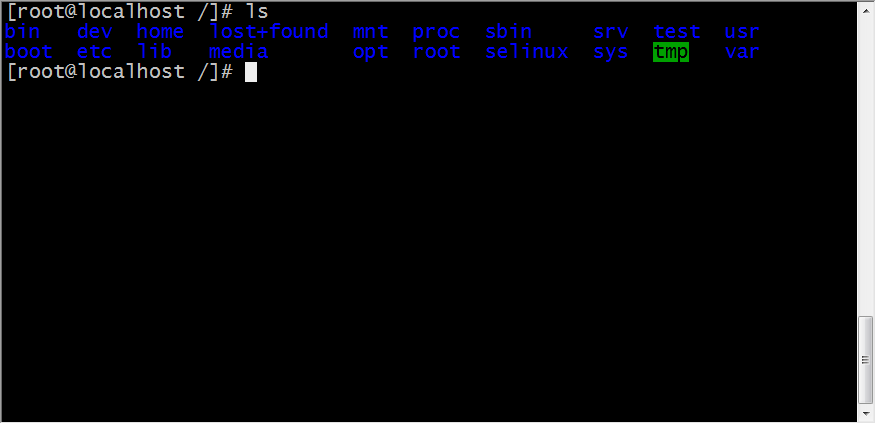 [root@localhost /]# ls
bin   dev  home  lost+found  mnt  proc  sbin     srv  test  usr
boot  etc  lib   media       opt  root  selinux  sys  tmp   var
[root@localhost /]#